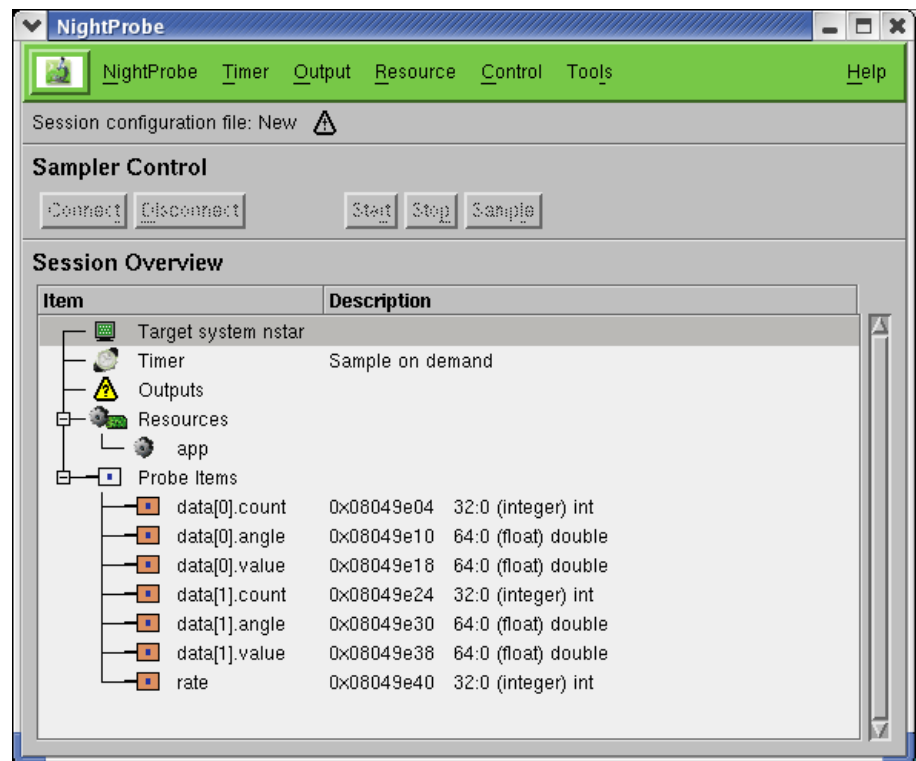 NightProbe
NightProbe Timer Output Resource Control Tools Help
Session configuration file: New
Sampler Control
Connect Disconnect Start Stop Sample
Session Overview
Item Description
Target system nstar
Timer Sample on demand
Outputs
Resources
app
Probe Items
data[0].count 0x08049e04 32:0 (integer) int
data[0].angle 0x08049e10 64:0 (float) double
data[0].value 0x08049e18 64:0 (float) double
data[1].count 0x08049e24 32:0 (integer) int
data[1].angle 0x08049e30 64:0 (float) double
data[1].value 0x08049e38 64:0 (float) double
rate 0x08049e40 32:0 (integer) int